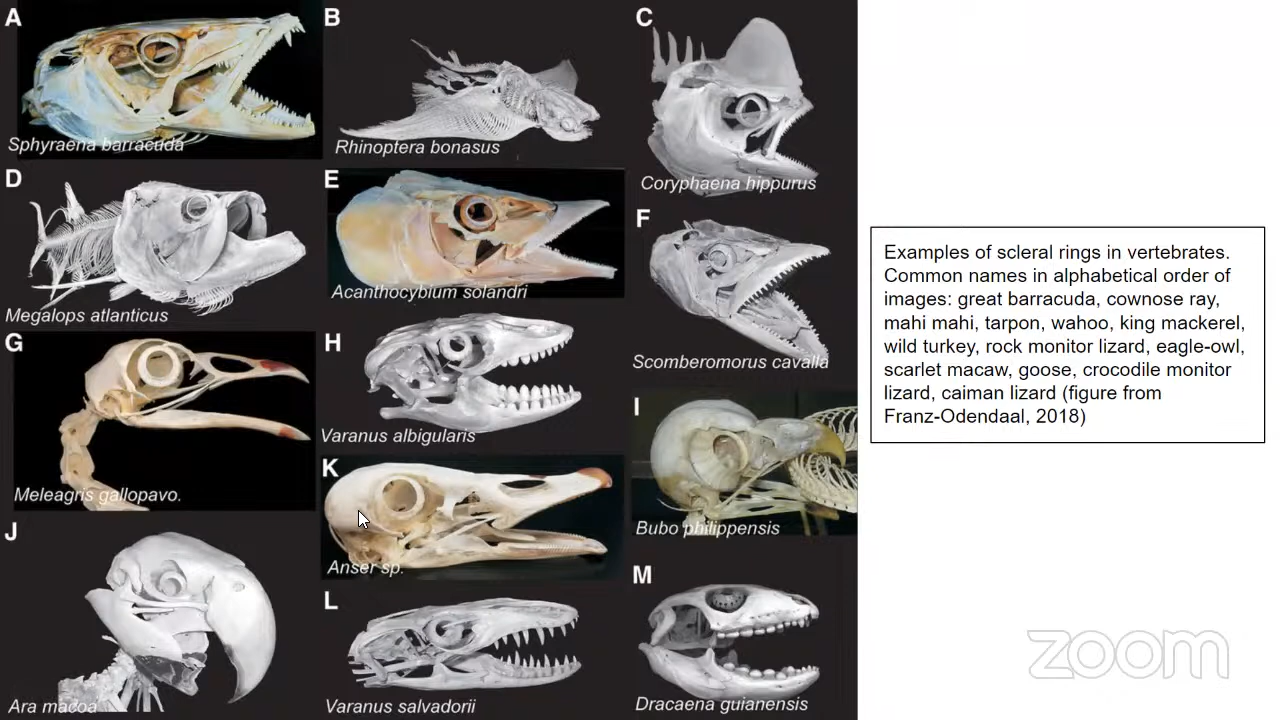 A
Sphyraena barracuda
B
Rhinoptera bonasus
C
Coryphaena hippurus
D
Megalops atlanticus
E
Acanthocybium solandri
F
Scomberomorus cavalla
G
Meleagris gallopavo.
H
Varanus albigularis
I
Bubo philippensis
J
Ara macoa
K
Anser sp.
L
Varanus salvadorii
M
Dracaena guianensis
Examples of scleral rings in vertebrates.
Common names in alphabetical order of
images: great barracuda, cownose ray,
mahi mahi, tarpon, wahoo, king mackerel,
wild turkey, rock monitor lizard, eagle-owl,
scarlet macaw, goose, crocodile monitor
lizard, caiman lizard (figure from
Franz-Odendaal, 2018)
zoom